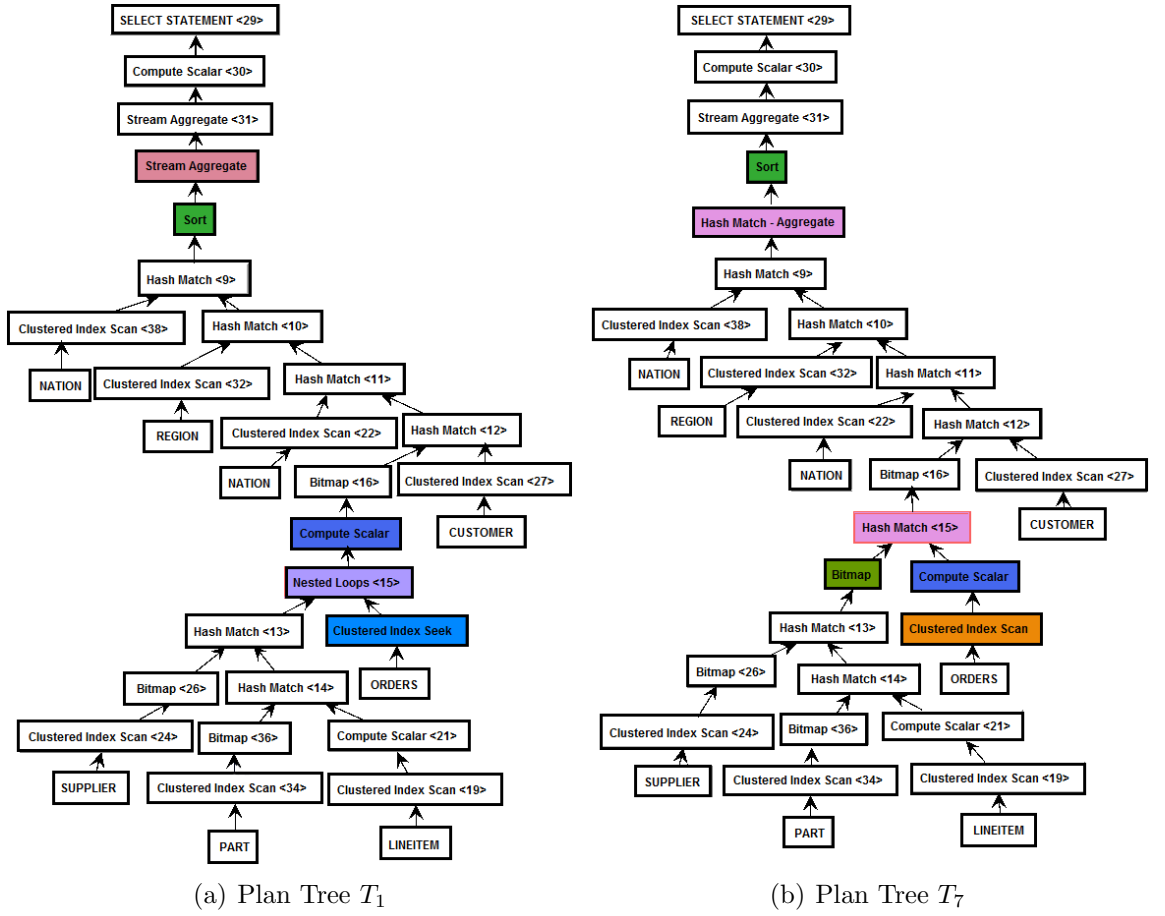 SELECT STATEMENT <29>
Compute Scalar <30>
Stream Aggregate <31>
Stream Aggregate
Sort
Hash Match <9>
Clustered Index Scan <38>
Hash Match <10>
NATION
Clustered Index Scan <32>
Hash Match <11>
REGION
Clustered Index Scan <22>
Hash Match <12>
NATION
Bitmap <16>
Clustered Index Scan <27>
Compute Scalar
CUSTOMER
Nested Loops <15>
Hash Match <13>
Clustered Index Seek
Bitmap <26>
Hash Match <14>
ORDERS
Clustered Index Scan <24>
Bitmap <36>
Compute Scalar <21>
SUPPLIER
Clustered Index Scan <34>
Clustered Index Scan <19>
PART
LINEITEM
(a) Plan Tree T1
SELECT STATEMENT <29>
Compute Scalar <30>
Stream Aggregate <31>
Sort
Hash Match - Aggregate
Hash Match <9>
Clustered Index Scan <38>
Hash Match <10>
NATION
Clustered Index Scan <32>
Hash Match <11>
REGION
Clustered Index Scan <22>
Hash Match <12>
NATION
Bitmap <16>
Clustered Index Scan <27>
Hash Match <15>
CUSTOMER
Bitmap
Compute Scalar
Hash Match <13>
Clustered Index Scan
Bitmap <26>
Hash Match <14>
ORDERS
Clustered Index Scan <24>
Bitmap <36>
Compute Scalar <21>
SUPPLIER
Clustered Index Scan <34>
Clustered Index Scan <19>
PART
LINEITEM
(b) Plan Tree T7